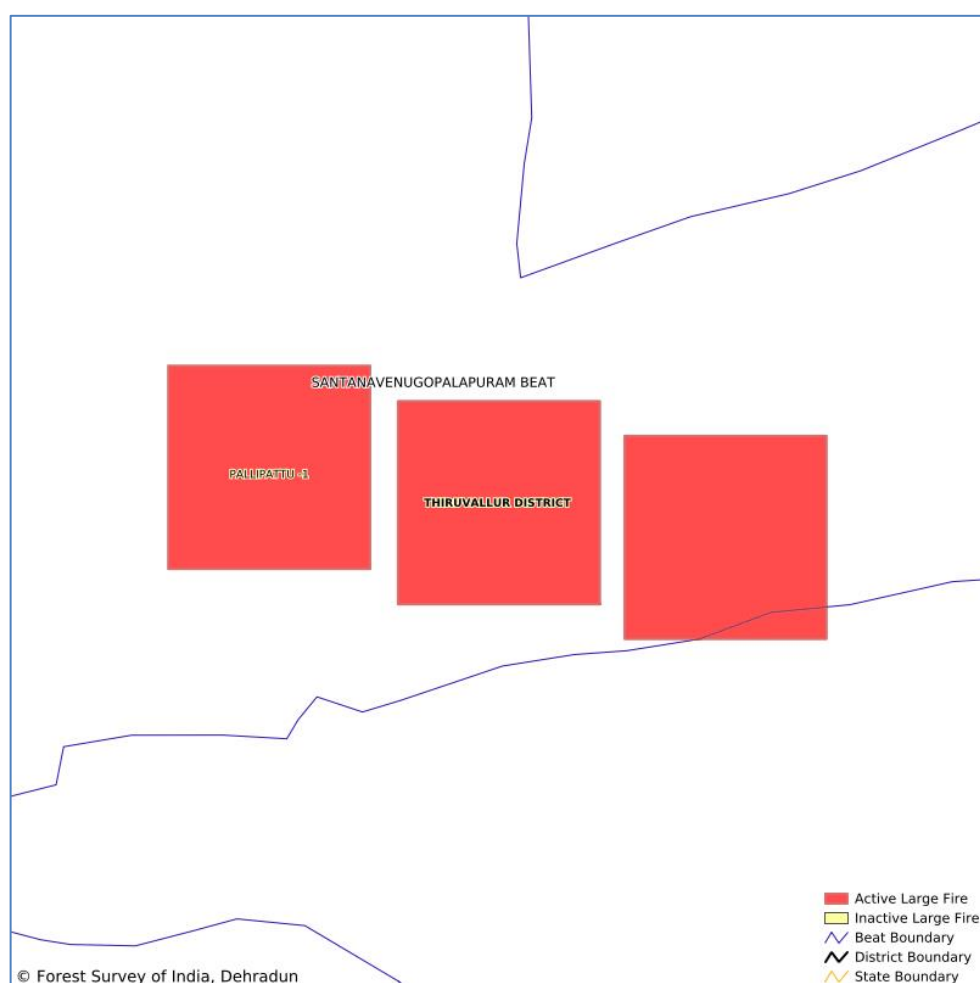 SANTANAVENUGOPALAPURAM BEAT
PALLIPATTU -1
THIRUVALLUR DISTRICT
Active Large Fire
Inactive Large Fire
Beat Boundary
District Boundary
State Boundary
© Forest Survey of India, Dehradun